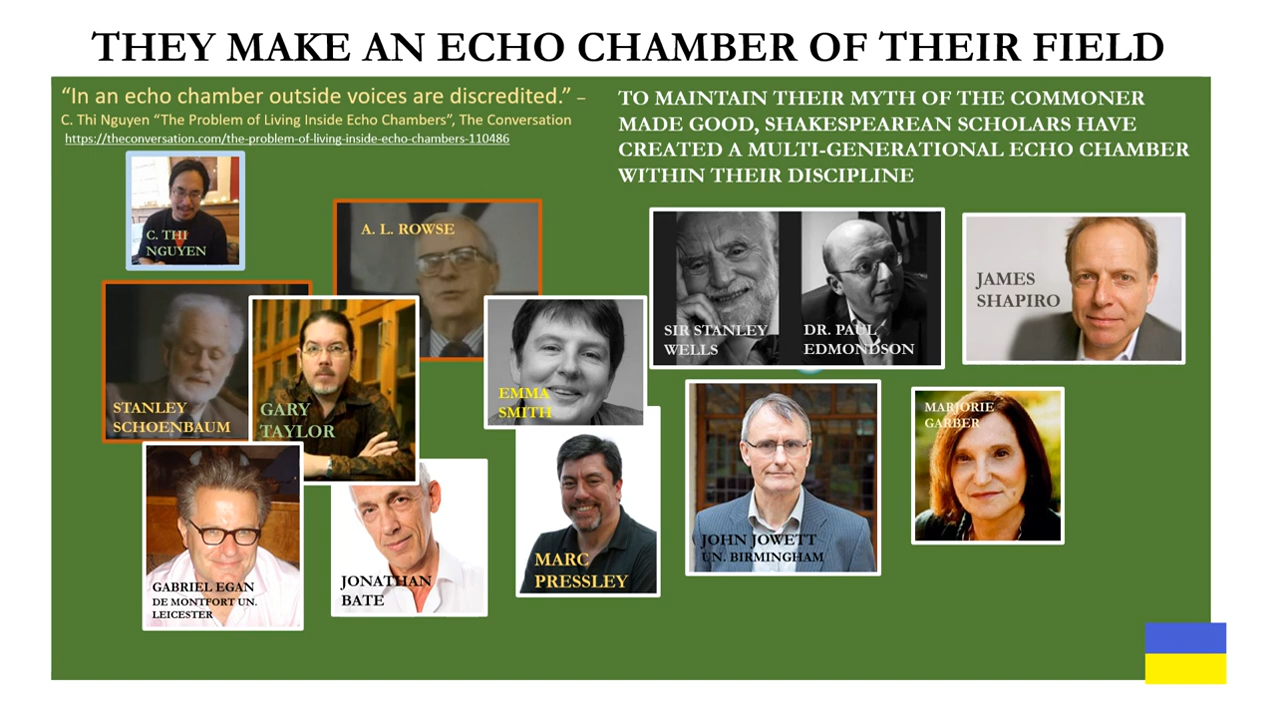 THEY MAKE AN ECHO CHAMBER OF THEIR FIELD
“In an echo chamber outside voices are discredited.” –
C. Thi Nguyen “The Problem of Living Inside Echo Chambers”, The Conversation
https://theconversation.com/the-problem-of-living-inside-echo-chambers-110486
TO MAINTAIN THEIR MYTH OF THE COMMONER
MADE GOOD, SHAKESPEAREAN SCHOLARS HAVE
CREATED A MULTI-GENERATIONAL ECHO CHAMBER
WITHIN THEIR DISCIPLINE
C. THI
NGUYEN
A. L. ROWSE
SIR STANLEY
WELLS
DR. PAUL
EDMONDSON
JAMES
SHAPIRO
STANLEY
SCHOENBAUM
GARY
TAYLOR
EMMA
SMITH
MARJORIE
GARBER
GABRIEL EGAN
DE MONTFORT UN.
LEICESTER
JONATHAN
BATE
MARC
PRESSLEY
JOHN JOWETT
UN. BIRMINGHAM